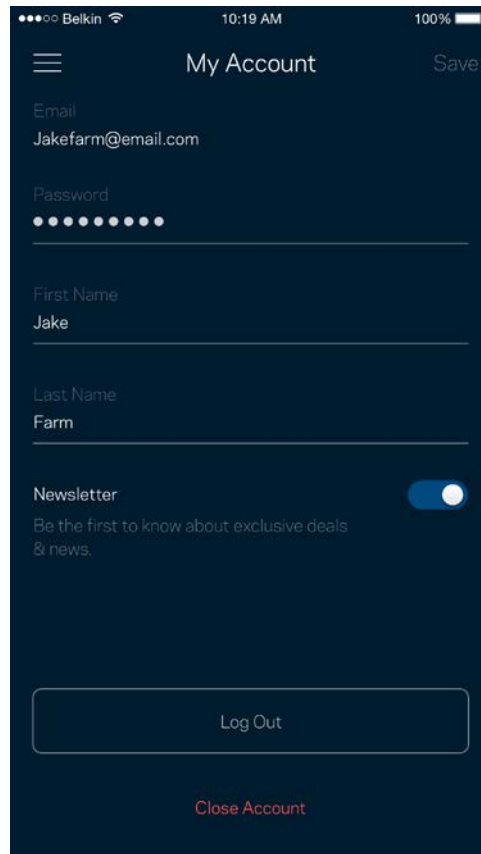 Belkin 10:19 AM 100%
My Account Save
Email
Jakefarm@email.com
Password
First Name
Jake
Last Name
Farm
Newsletter
Be the first to know about exclusive deals
& news.
Log Out
Close Account